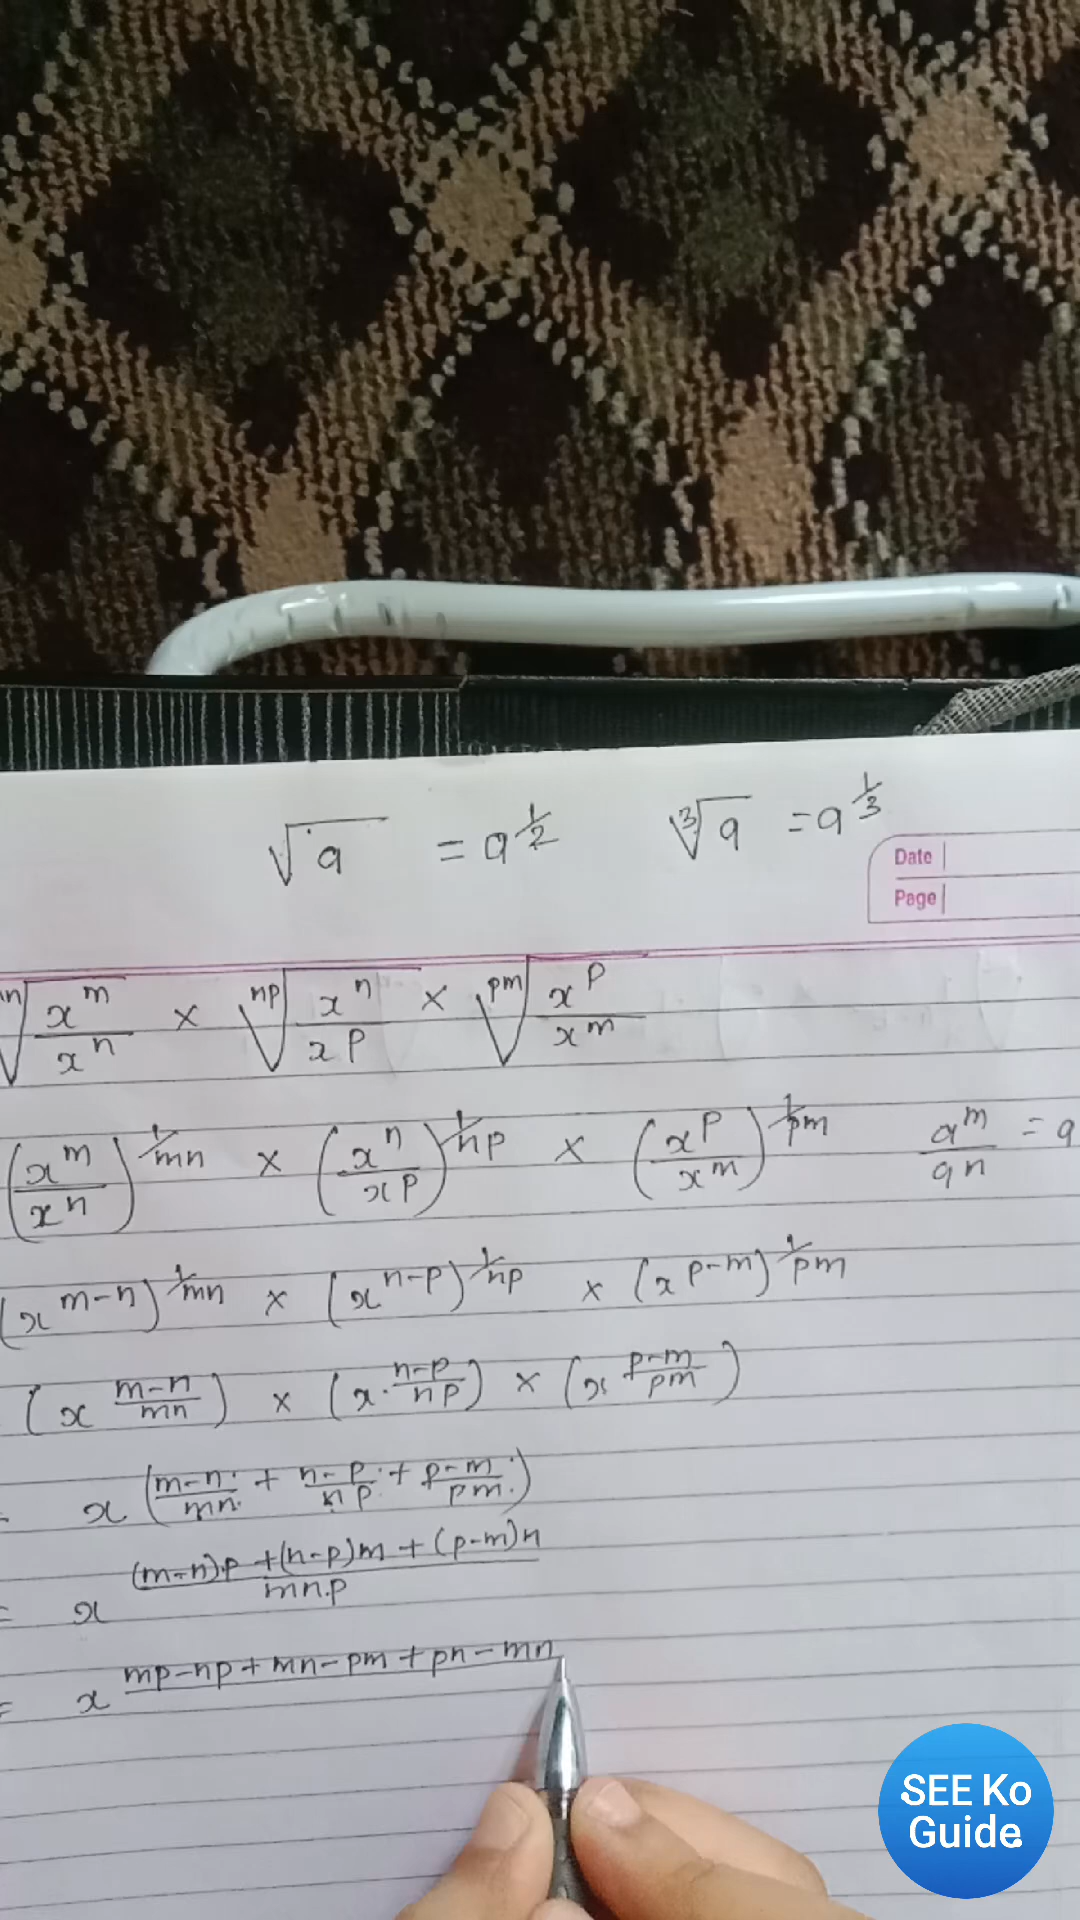 √a = a^1/2 ∛a = a^1/3
Date
Page
ⁿ√(x^m/x^n) × ^np√(x^n/x^p) × ^pm√(x^p/x^m)
(x^m/x^n)^1/mn × (x^n/x^p)^1/np × (x^p/x^m)^1/pm a^m/a^n = a
(x^m-n)^1/mn × (x^n-p)^1/np × (x^p-m)^1/pm
(x^(m-n/mn)) × (x.^(n-p/np)) × (x^(p-m/pm))
x^(m-n/mn + n-p/np + p-m/pm)
= x^((m-n).p + (n-p)m + (p-m)n / mn.p)
= x^(mp-np+mn-pm+pn-mn
SEE Ko
Guide